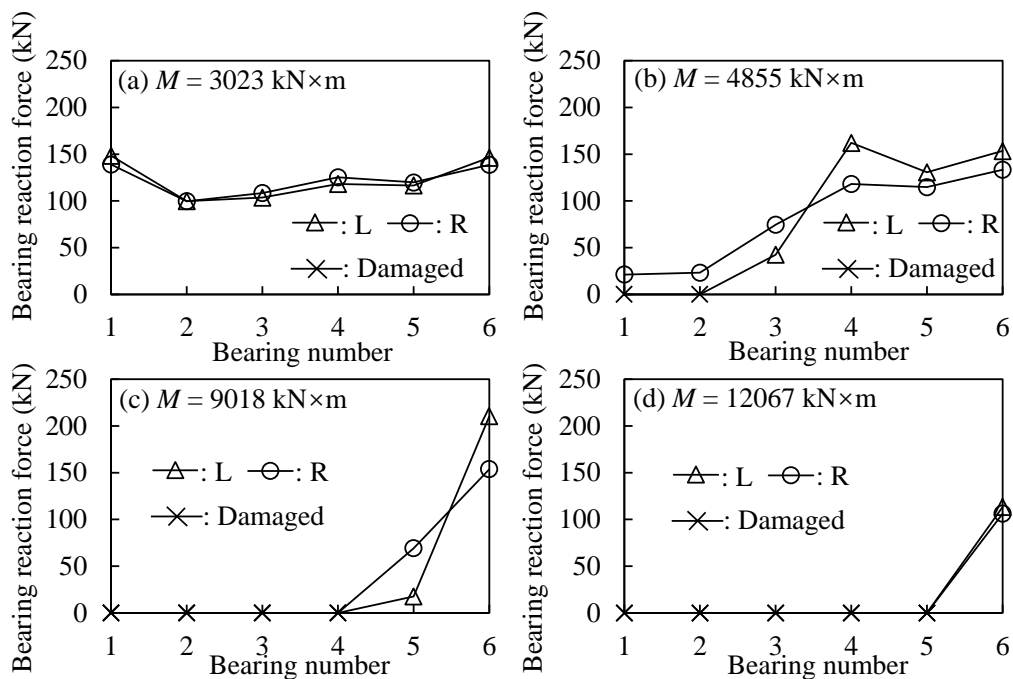 Bearing reaction force (kN)
250
200
150
100
50
0
(a) M = 3023 kN×m
: L : R
: Damaged
1 2 3 4 5 6
Bearing number
Bearing reaction force (kN)
250
200
150
100
50
0
(b) M = 4855 kN×m
: L : R
: Damaged
1 2 3 4 5 6
Bearing number
Bearing reaction force (kN)
250
200
150
100
50
0
(c) M = 9018 kN×m
: L : R
: Damaged
1 2 3 4 5 6
Bearing number
Bearing reaction force (kN)
250
200
150
100
50
0
(d) M = 12067 kN×m
: L : R
: Damaged
1 2 3 4 5 6
Bearing number